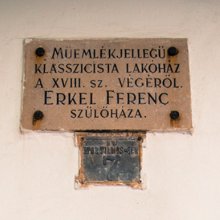 MŰEMLÉKJELLEGŰ
KLASSZICISTA LAKÓHÁZ
A XVIII. SZ. VÉGÉRŐL.
ERKEL FERENC
SZÜLŐHÁZA.